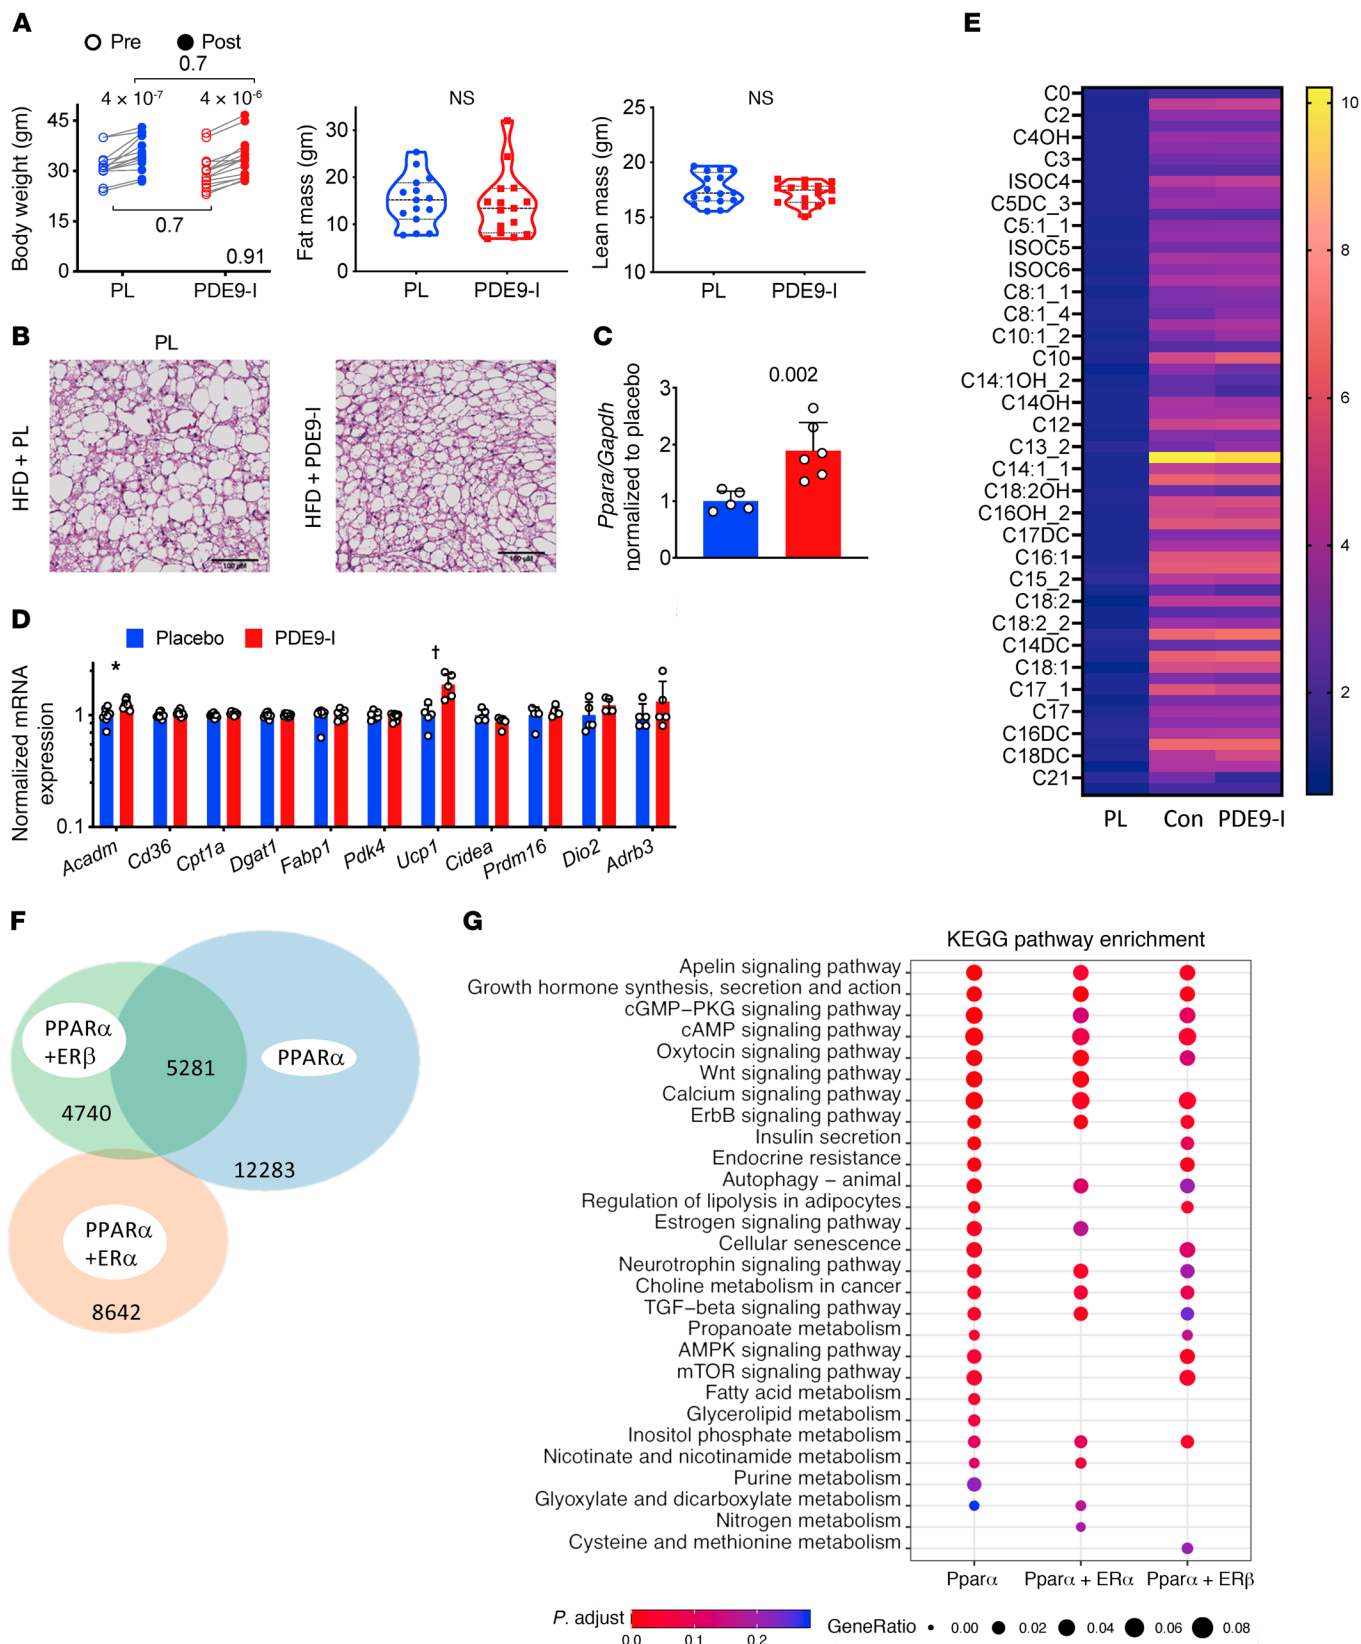 A
Pre
Post
0.7
4 × 10⁻⁷
4 × 10⁻⁶
Body weight (gm)
45
30
15
0
0.7
0.91
PL
PDE9-I
NS
Fat mass (gm)
30
20
10
0
PL
PDE9-I
NS
Lean mass (gm)
25
20
15
10
PL
PDE9-I
B
PL
HFD + PL
100 µM
HFD + PDE9-I
100 µM
C
0.002
Ppara/Gapdh
normalized to placebo
3
2
1
0
D
Placebo
PDE9-I
Normalized mRNA
expression
1
0.1
*
†
Acadm
Cd36
Cpt1a
Dgat1
Fabp1
Pdk4
Ucp1
Cidea
Prdm16
Dio2
Adrb3
E
C0
C2
C4OH
C3
ISOC4
C5DC_3
C5:1_1
ISOC5
ISOC6
C8:1_1
C8:1_4
C10:1_2
C10
C14:1OH_2
C14OH
C12
C13_2
C14:1_1
C18:2OH
C16OH_2
C17DC
C16:1
C15_2
C18:2
C18:2_2
C14DC
C18:1
C17_1
C17
C16DC
C18DC
C21
PL
Con
PDE9-I
10
8
6
4
2
F
PPARα
+ERβ
5281
PPARα
4740
12283
PPARα
+ERα
8642
G
KEGG pathway enrichment
Apelin signaling pathway
Growth hormone synthesis, secretion and action
cGMP−PKG signaling pathway
cAMP signaling pathway
Oxytocin signaling pathway
Wnt signaling pathway
Calcium signaling pathway
ErbB signaling pathway
Insulin secretion
Endocrine resistance
Autophagy − animal
Regulation of lipolysis in adipocytes
Estrogen signaling pathway
Cellular senescence
Neurotrophin signaling pathway
Choline metabolism in cancer
TGF−beta signaling pathway
Propanoate metabolism
AMPK signaling pathway
mTOR signaling pathway
Fatty acid metabolism
Glycerolipid metabolism
Inositol phosphate metabolism
Nicotinate and nicotinamide metabolism
Purine metabolism
Glyoxylate and dicarboxylate metabolism
Nitrogen metabolism
Cysteine and methionine metabolism
Pparα
Pparα + ERα
Pparα + ERβ
P. adjust
0.0
0.1
0.2
GeneRatio
0.00
0.02
0.04
0.06
0.08